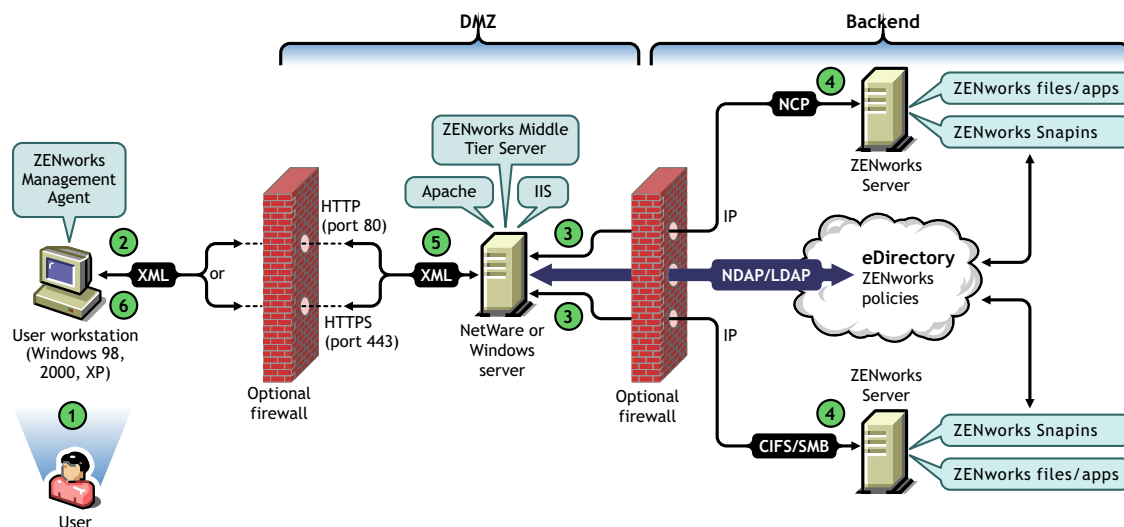 DMZ
Backend
4
NCP
ZENworks files/apps
ZENworks Snapins
ZENworks
Server
ZENworks Middle
Tier Server
Apache
IIS
ZENworks
Management
Agent
HTTP
(port 80)
IP
2
XML
or
5
XML
3
NDAP/LDAP
eDirectory
ZENworks
policies
6
HTTPS
(port 443)
3
IP
User workstation
(Windows 98,
2000, XP)
NetWare or
Windows
server
Optional
firewall
Optional
firewall
ZENworks
Server
1
4
CIFS/SMB
ZENworks Snapins
ZENworks files/apps
User